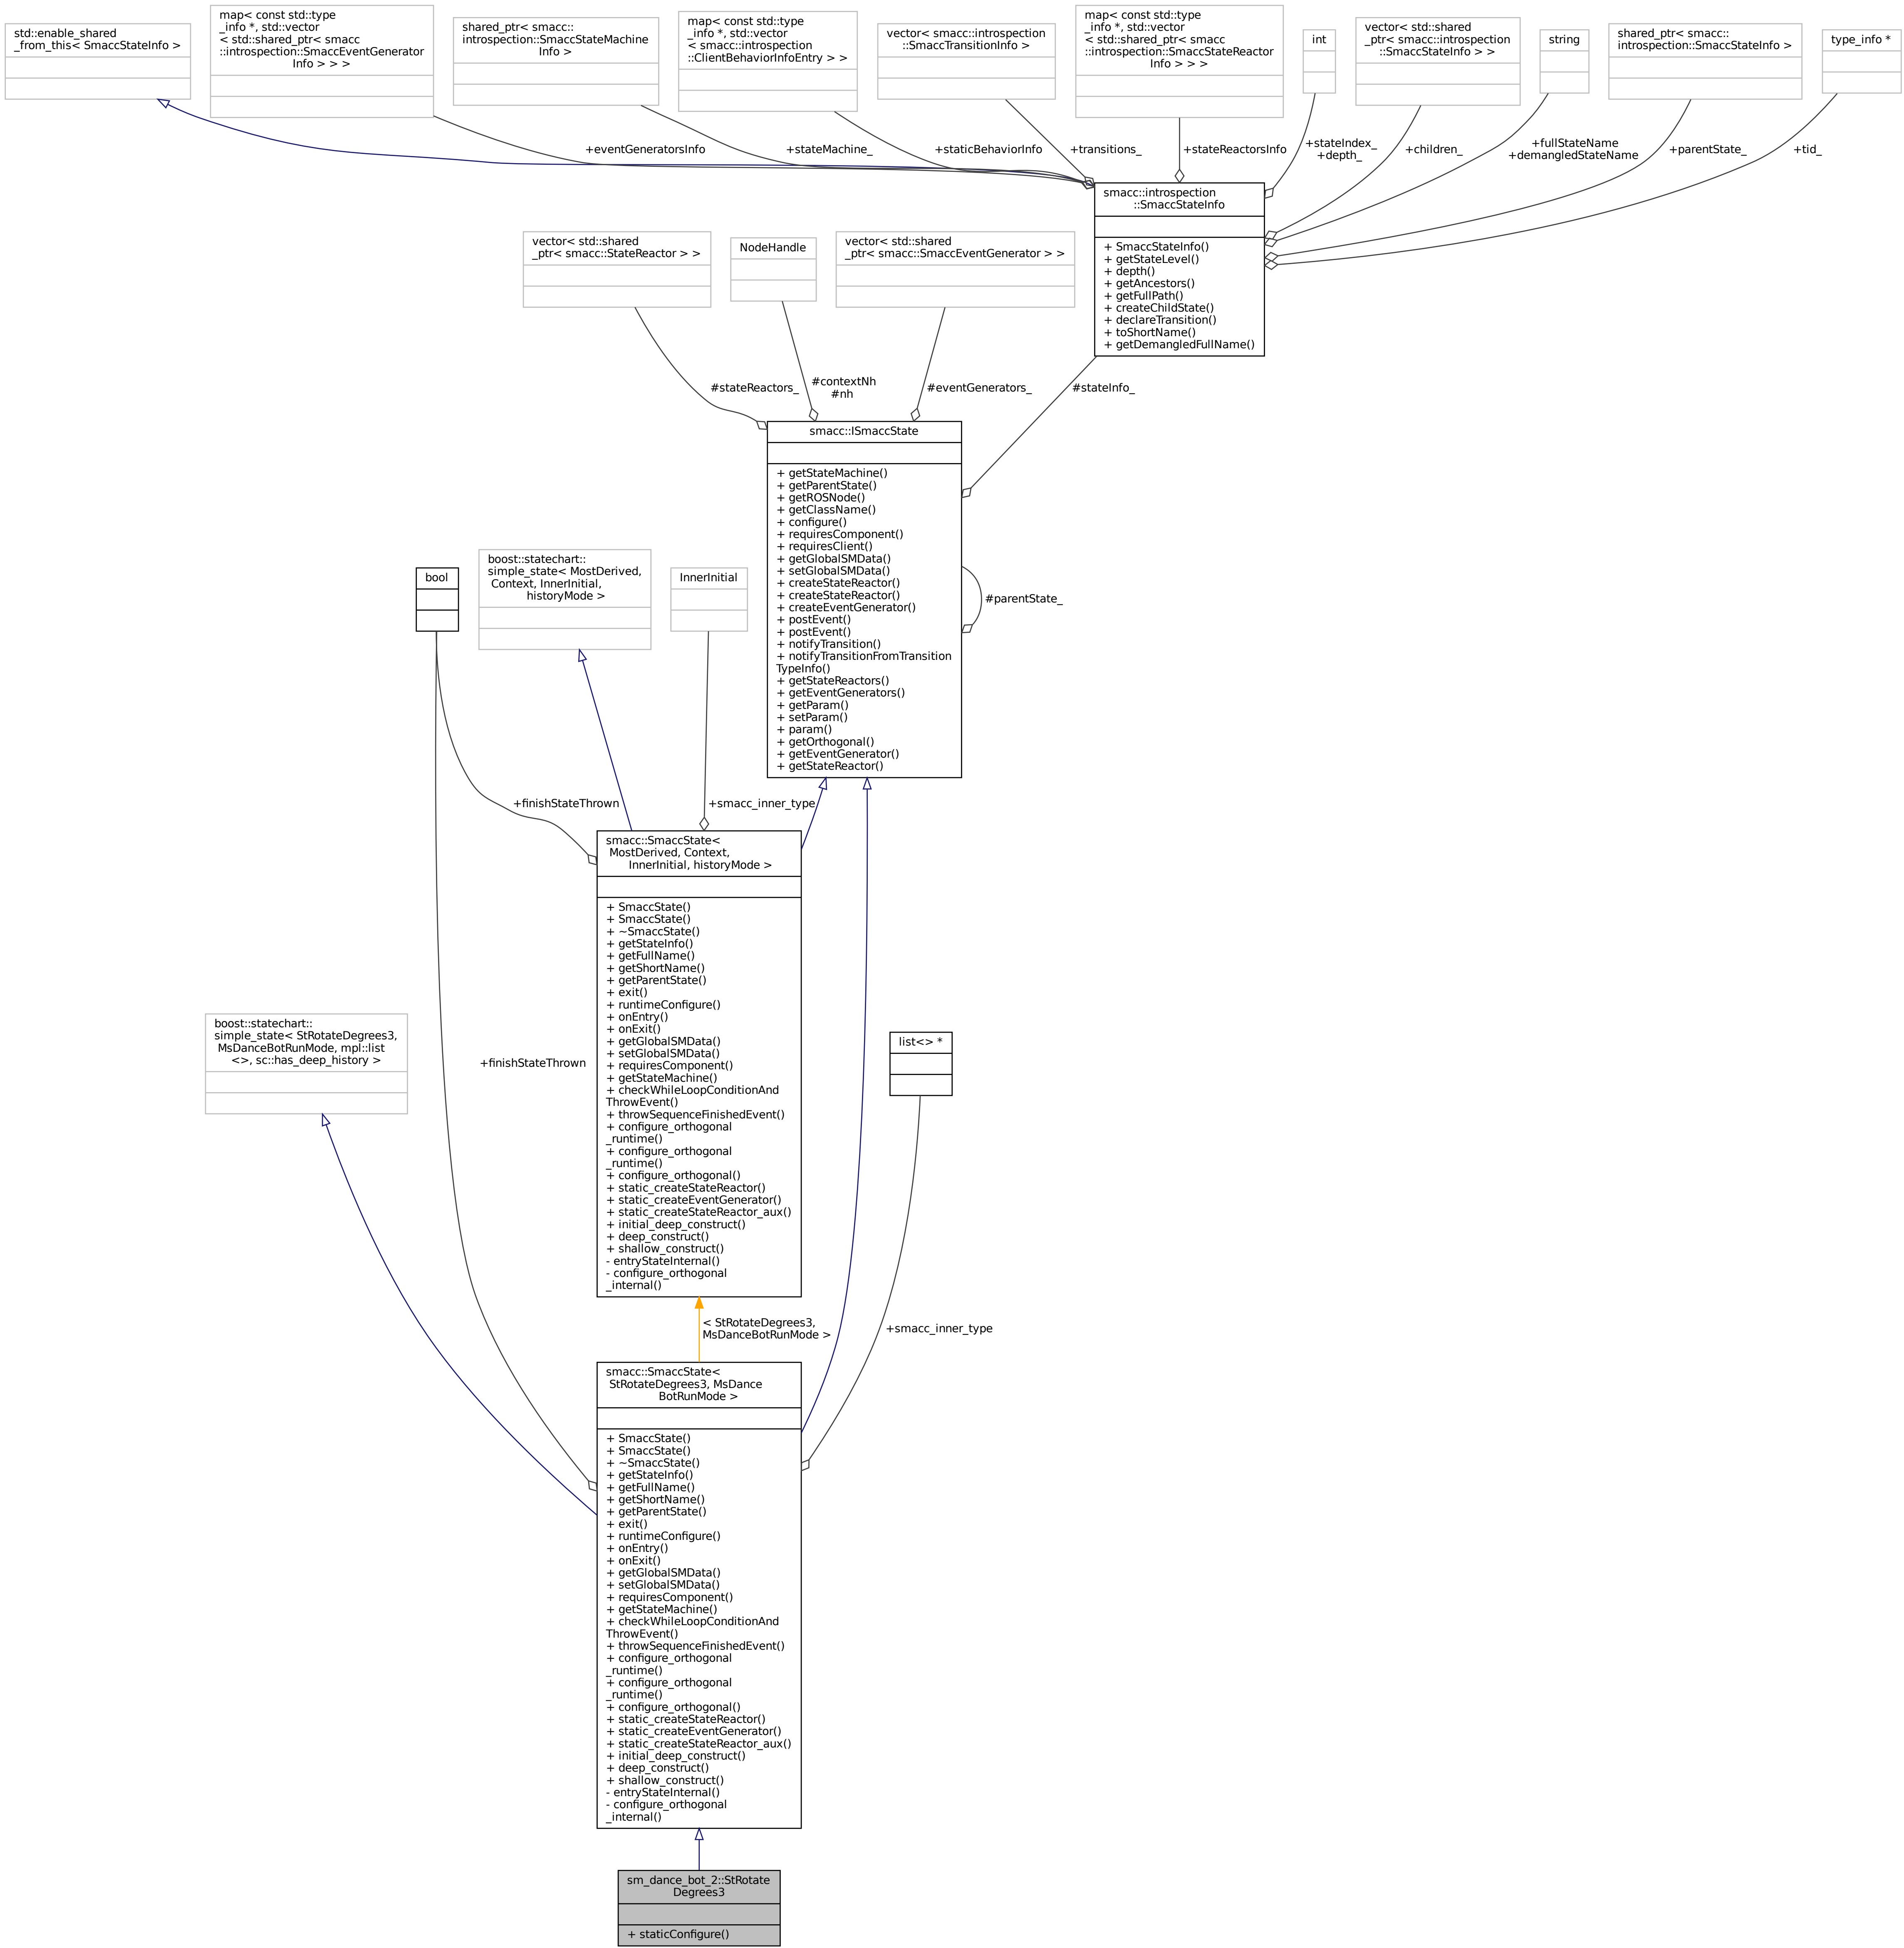 std::enable_shared
_from_this< SmaccStateInfo >
map< const std::type
_info *, std::vector
< std::shared_ptr< smacc
::introspection::SmaccEventGenerator
Info > > >
shared_ptr< smacc::
introspection::SmaccStateMachine
Info >
map< const std::type
_info *, std::vector
< smacc::introspection
::ClientBehaviorInfoEntry > >
vector< smacc::introspection
::SmaccTransitionInfo >
map< const std::type
_info *, std::vector
< std::shared_ptr< smacc
::introspection::SmaccStateReactor
Info > > >
int
vector< std::shared
_ptr< smacc::introspection
::SmaccStateInfo > >
string
shared_ptr< smacc::
introspection::SmaccStateInfo >
type_info *
+eventGeneratorsInfo
+stateMachine_
+staticBehaviorInfo
+transitions_
+stateReactorsInfo
+stateIndex_
+depth_
+children_
+fullStateName
+demangledStateName
+parentState_
+tid_
smacc::introspection
::SmaccStateInfo
+ SmaccStateInfo()
+ getStateLevel()
+ depth()
+ getAncestors()
+ getFullPath()
+ createChildState()
+ declareTransition()
+ toShortName()
+ getDemangledFullName()
vector< std::shared
_ptr< smacc::StateReactor > >
NodeHandle
vector< std::shared
_ptr< smacc::SmaccEventGenerator > >
#stateReactors_
#contextNh
#nh
#eventGenerators_
#stateInfo_
smacc::ISmaccState
+ getStateMachine()
+ getParentState()
+ getROSNode()
+ getClassName()
+ configure()
+ requiresComponent()
+ requiresClient()
+ getGlobalSMData()
+ setGlobalSMData()
+ createStateReactor()
+ createStateReactor()
+ createEventGenerator()
+ postEvent()
+ postEvent()
+ notifyTransition()
+ notifyTransitionFromTransition
TypeInfo()
+ getStateReactors()
+ getEventGenerators()
+ getParam()
+ setParam()
+ param()
+ getOrthogonal()
+ getEventGenerator()
+ getStateReactor()
#parentState_
bool
boost::statechart::
simple_state< MostDerived,
Context, InnerInitial,
historyMode >
InnerInitial
+finishStateThrown
+smacc_inner_type
smacc::SmaccState<
MostDerived, Context,
InnerInitial, historyMode >
+ SmaccState()
+ SmaccState()
+ ~SmaccState()
+ getStateInfo()
+ getFullName()
+ getShortName()
+ getParentState()
+ exit()
+ runtimeConfigure()
+ onEntry()
+ onExit()
+ getGlobalSMData()
+ setGlobalSMData()
+ requiresComponent()
+ getStateMachine()
+ checkWhileLoopConditionAnd
ThrowEvent()
+ throwSequenceFinishedEvent()
+ configure_orthogonal
_runtime()
+ configure_orthogonal
_runtime()
+ configure_orthogonal()
+ static_createStateReactor()
+ static_createEventGenerator()
+ static_createStateReactor_aux()
+ initial_deep_construct()
+ deep_construct()
+ shallow_construct()
- entryStateInternal()
- configure_orthogonal
_internal()
boost::statechart::
simple_state< StRotateDegrees3,
MsDanceBotRunMode, mpl::list
<>, sc::has_deep_history >
+finishStateThrown
list<> *
< StRotateDegrees3,
MsDanceBotRunMode >
+smacc_inner_type
smacc::SmaccState<
StRotateDegrees3, MsDance
BotRunMode >
+ SmaccState()
+ SmaccState()
+ ~SmaccState()
+ getStateInfo()
+ getFullName()
+ getShortName()
+ getParentState()
+ exit()
+ runtimeConfigure()
+ onEntry()
+ onExit()
+ getGlobalSMData()
+ setGlobalSMData()
+ requiresComponent()
+ getStateMachine()
+ checkWhileLoopConditionAnd
ThrowEvent()
+ throwSequenceFinishedEvent()
+ configure_orthogonal
_runtime()
+ configure_orthogonal
_runtime()
+ configure_orthogonal()
+ static_createStateReactor()
+ static_createEventGenerator()
+ static_createStateReactor_aux()
+ initial_deep_construct()
+ deep_construct()
+ shallow_construct()
- entryStateInternal()
- configure_orthogonal
_internal()
sm_dance_bot_2::StRotate
Degrees3
+ staticConfigure()